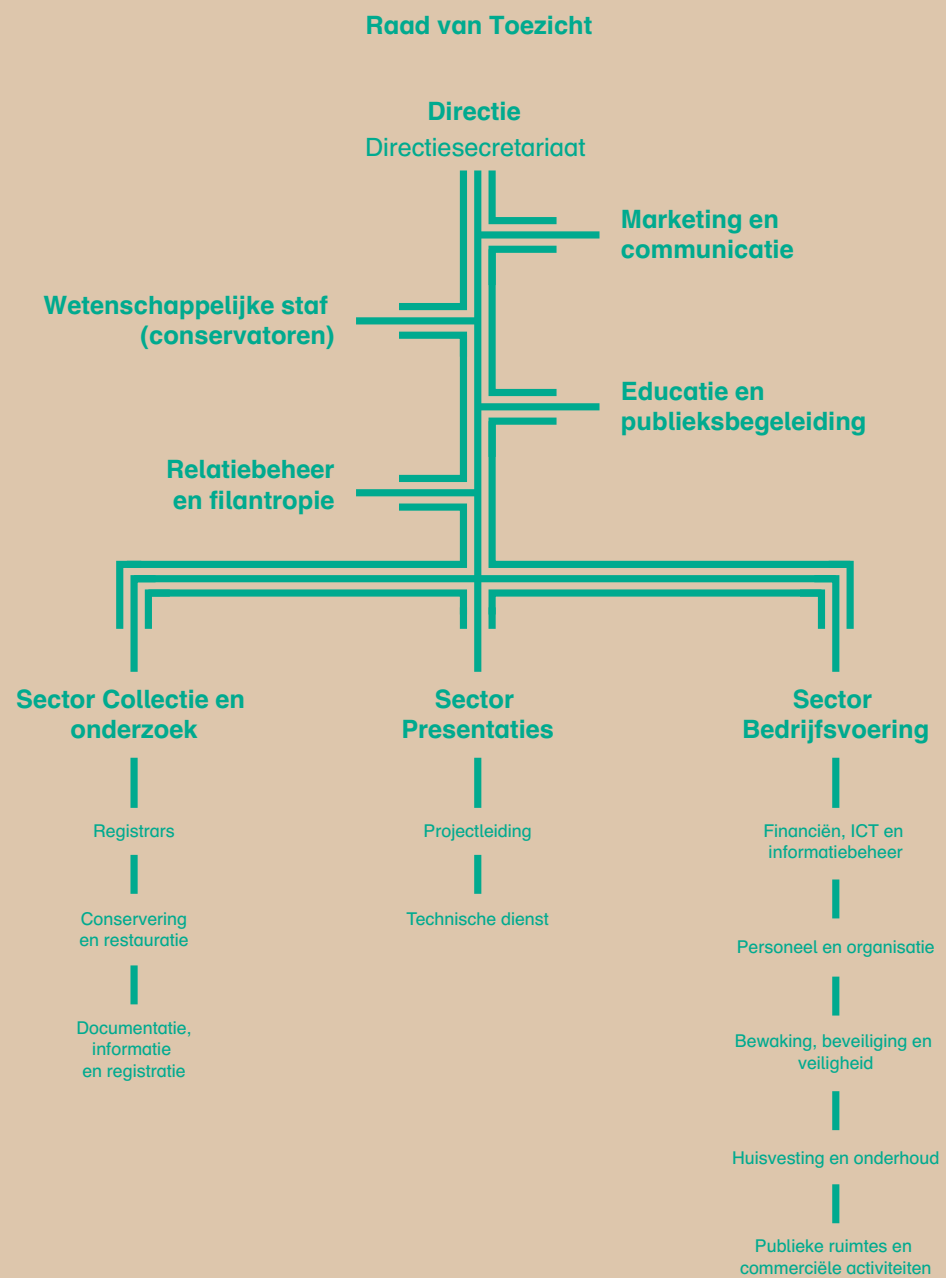 Raad van Toezicht
Directie
Directiesecretariaat
Marketing en
communicatie
Wetenschappelijke staf
(conservatoren)
Educatie en
publieksbegeleiding
Relatiebeheer
en filantropie
Sector Collectie en
onderzoek
Registrars
Conservering
en restauratie
Documentatie,
informatie
en registratie
Sector
Presentaties
Projectleiding
Technische dienst
Sector
Bedrijfsvoering
Financiën, ICT en
informatiebeheer
Personeel en organisatie
Bewaking, beveiliging en
veiligheid
Huisvesting en onderhoud
Publieke ruimtes en
commerciële activiteiten